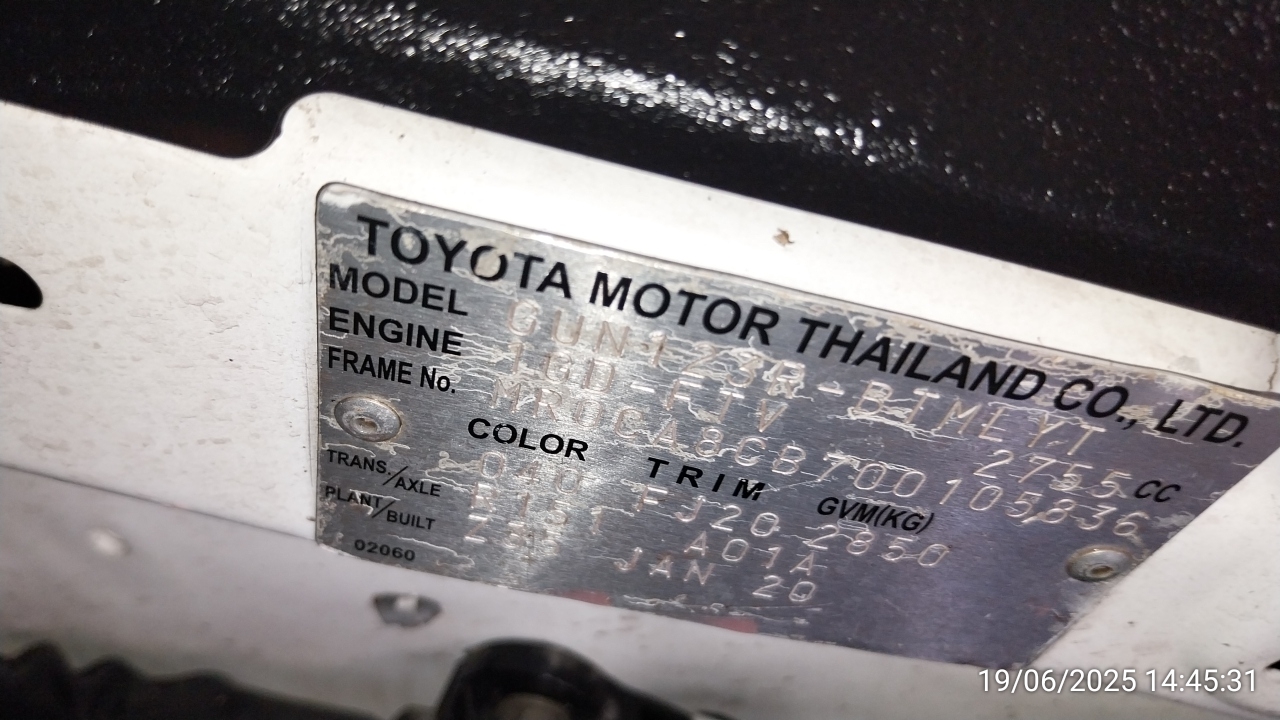 TOYOTA MOTOR THAILAND CO., LTD.
MODEL GUN123R-BTMEYT
ENGINE 1GD-FTV 2755 CC
FRAME No. MR0CA3CB700105836
COLOR TRIM GVM(KG)
040 FJ20 2850
TRANS./AXLE A01A
PLANT/BUILT JAN 20
02060
19/06/2025 14:45:31